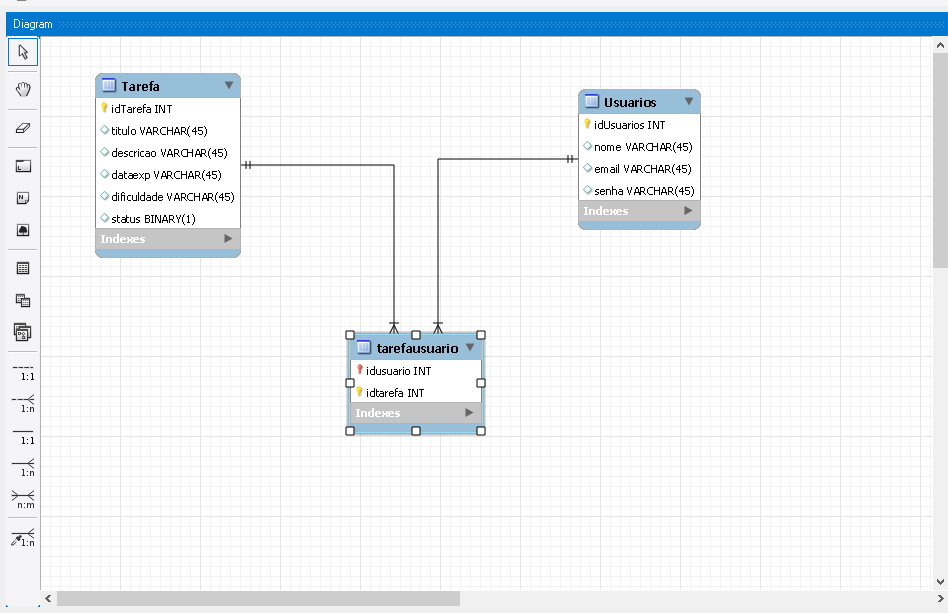 Diagram
Tarefa
idTarefa INT
titulo VARCHAR(45)
descricao VARCHAR(45)
dataexp VARCHAR(45)
dificuldade VARCHAR(45)
status BINARY(1)
Indexes
Usuarios
idUsuarios INT
nome VARCHAR(45)
email VARCHAR(45)
senha VARCHAR(45)
Indexes
tarefausuario
idusuario INT
idtarefa INT
Indexes
1:1
1:n
1:1
1:n
n:m
1:n